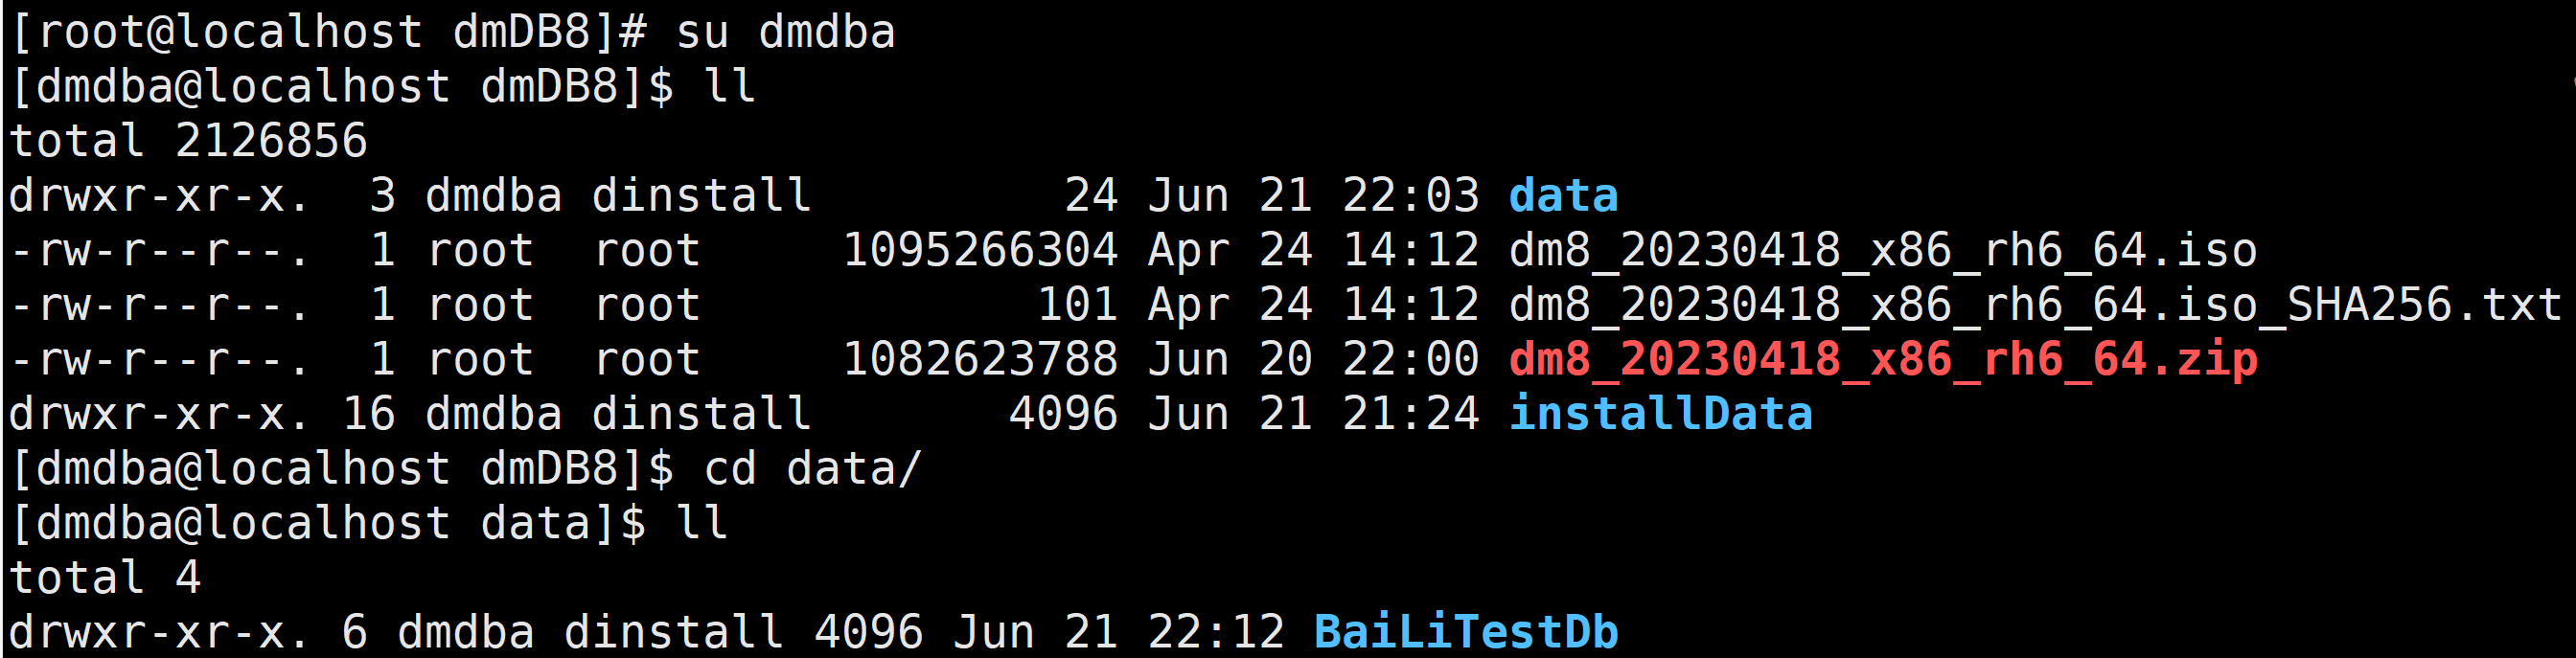 [root@localhost dmDB8]# su dmdba
[dmdba@localhost dmDB8]$ ll
total 2126856
drwxr-xr-x.  3 dmdba dinstall         24 Jun 21 22:03 data
-rw-r--r--.  1 root  root     1095266304 Apr 24 14:12 dm8_20230418_x86_rh6_64.iso
-rw-r--r--.  1 root  root            101 Apr 24 14:12 dm8_20230418_x86_rh6_64.iso_SHA256.txt
-rw-r--r--.  1 root  root     1082623788 Jun 20 22:00 dm8_20230418_x86_rh6_64.zip
drwxr-xr-x. 16 dmdba dinstall       4096 Jun 21 21:24 installData
[dmdba@localhost dmDB8]$ cd data/
[dmdba@localhost data]$ ll
total 4
drwxr-xr-x. 6 dmdba dinstall 4096 Jun 21 22:12 BaiLiTestDb